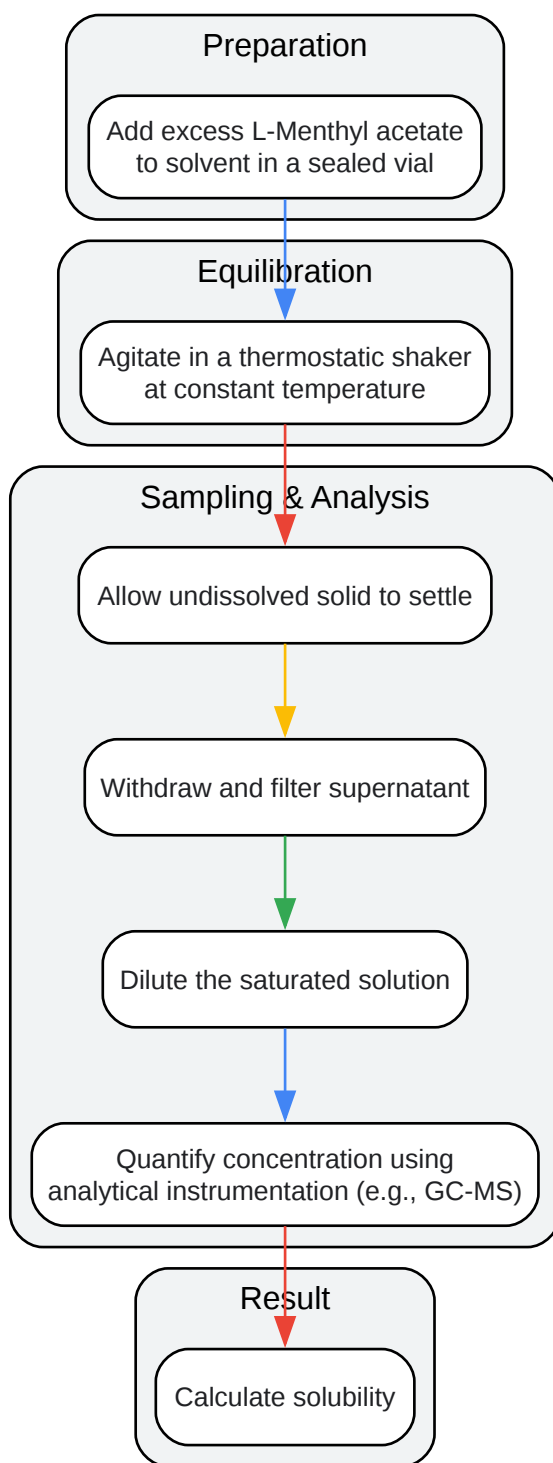 Preparation
Add excess L-Menthyl acetate
to solvent in a sealed vial
Equilibration
Agitate in a thermostatic shaker
at constant temperature
Sampling & Analysis
Allow undissolved solid to settle
Withdraw and filter supernatant
Dilute the saturated solution
Quantify concentration using
analytical instrumentation (e.g., GC-MS)
Result
Calculate solubility